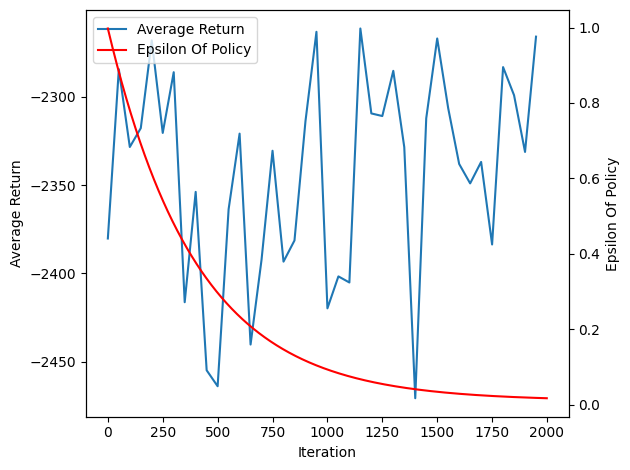 Average Return
Epsilon Of Policy
−2300
−2350
−2400
−2450
Average Return
1.0
0.8
0.6
0.4
0.2
0.0
Epsilon Of Policy
0 250 500 750 1000 1250 1500 1750 2000
Iteration